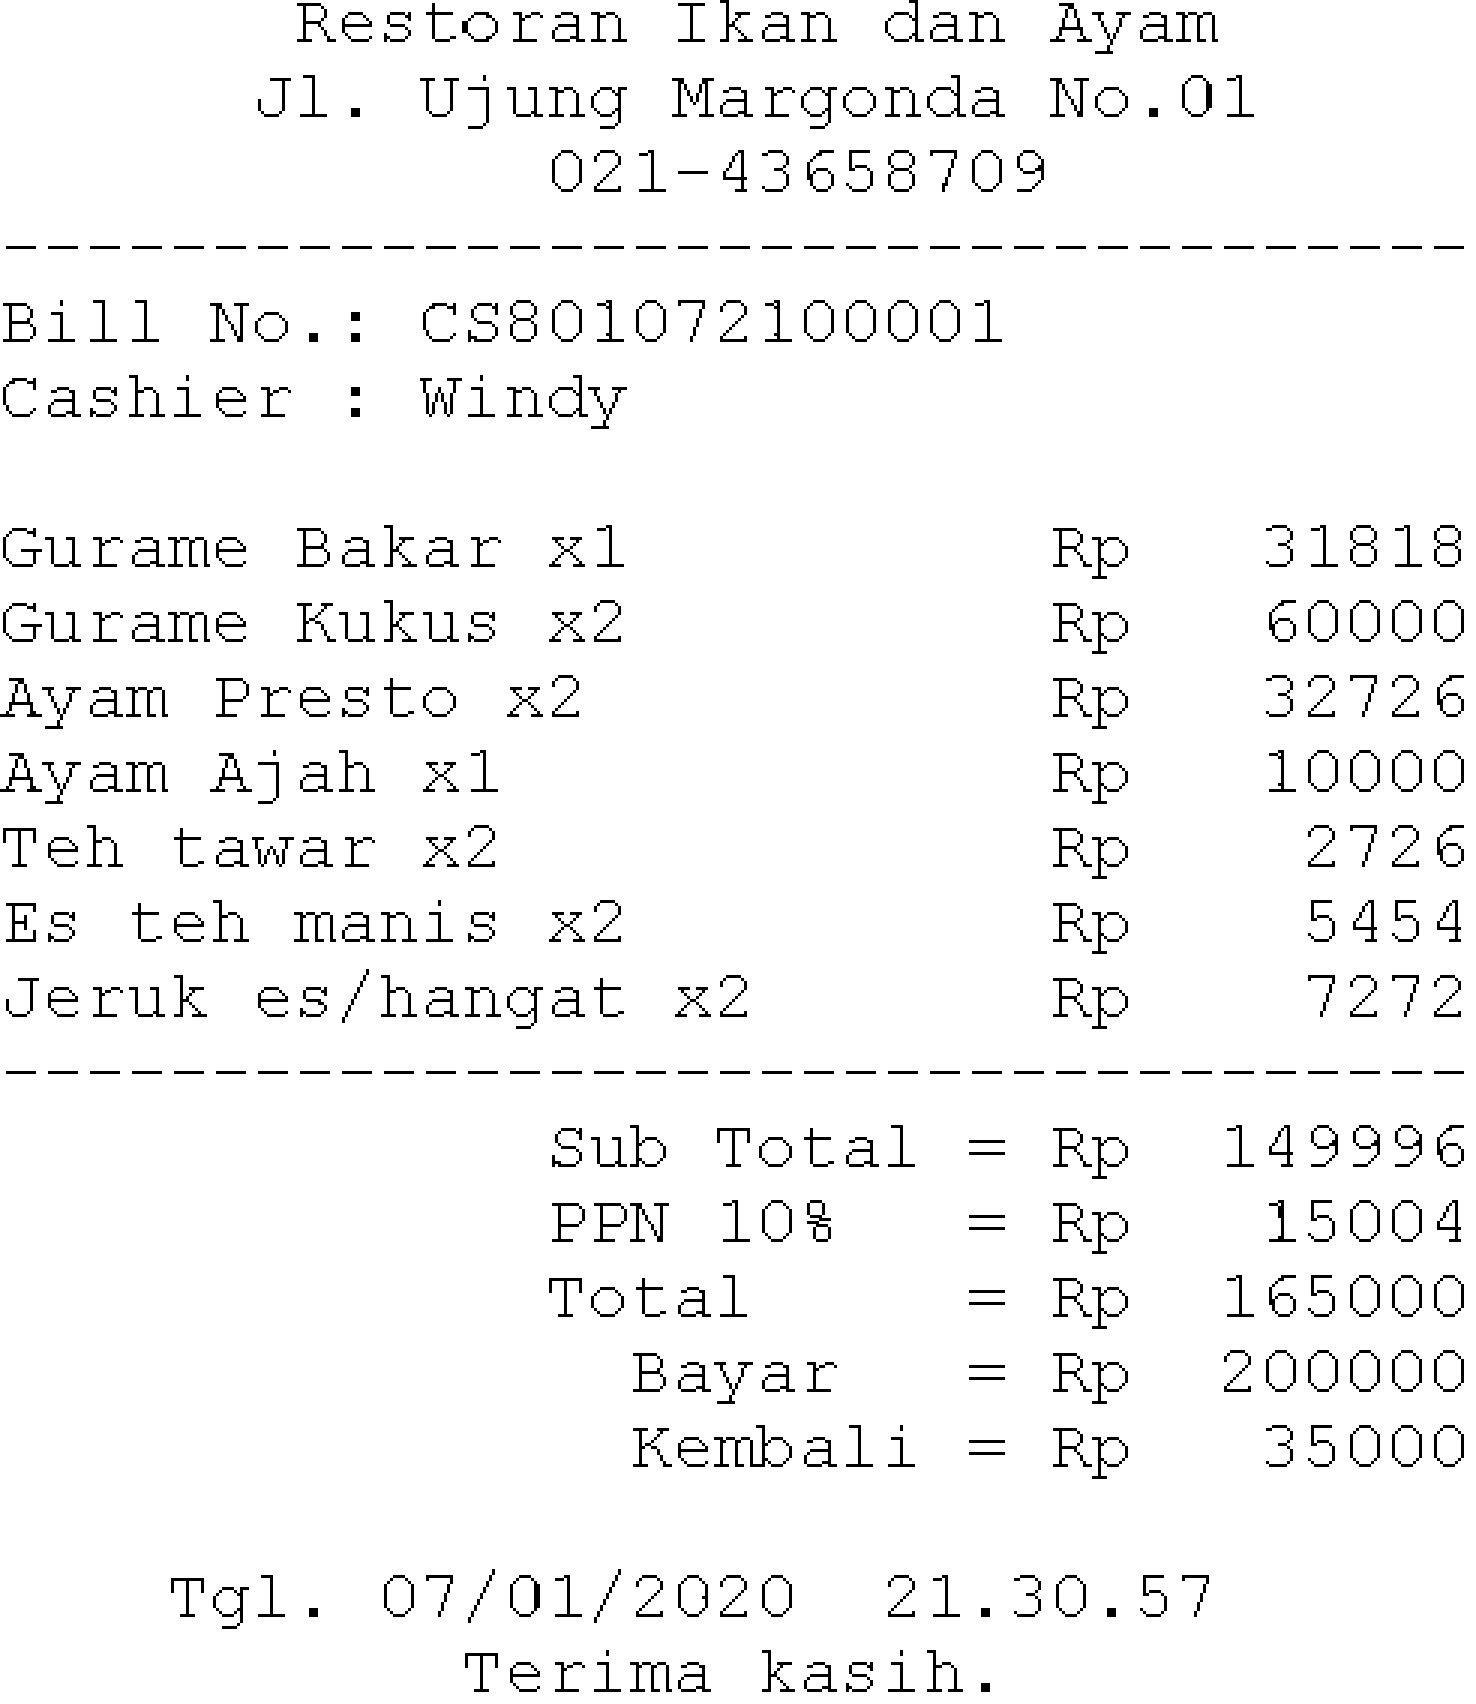 Restoran Ikan dan Ayam
Jl. Ujung Margonda No.01
021-43658709
-----------------------------------
Bill No.: CS801072100001
Cashier : Windy
Gurame Bakar x1 Rp 31818
Gurame Kukus x2 Rp 60000
Ayam Presto x2 Rp 32726
Ayam Ajah x1 Rp 10000
Teh tawar x2 Rp 2726
Es teh manis x2 Rp 5454
Jeruk es/hangat x2 Rp 7272
-----------------------------------
Sub Total = Rp 149996
PPN 10% = Rp 15004
Total = Rp 165000
Bayar = Rp 200000
Kembali = Rp 35000
Tgl. 07/01/2020 21.30.57
Terima kasih.